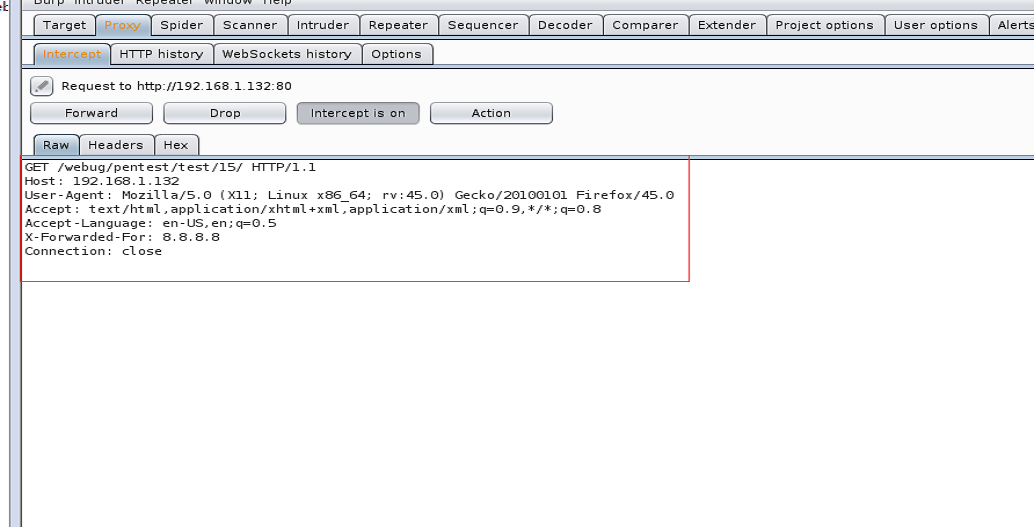 Burp Intruder Repeater Window Help
Target Proxy Spider Scanner Intruder Repeater Sequencer Decoder Comparer Extender Project options User options Alerts
Intercept HTTP history WebSockets history Options
Request to http://192.168.1.132:80
Forward Drop Intercept is on Action
Raw Headers Hex
GET /webug/pentest/test/15/ HTTP/1.1
Host: 192.168.1.132
User-Agent: Mozilla/5.0 (X11; Linux x86_64; rv:45.0) Gecko/20100101 Firefox/45.0
Accept: text/html,application/xhtml+xml,application/xml;q=0.9,*/*;q=0.8
Accept-Language: en-US,en;q=0.5
X-Forwarded-For: 8.8.8.8
Connection: close